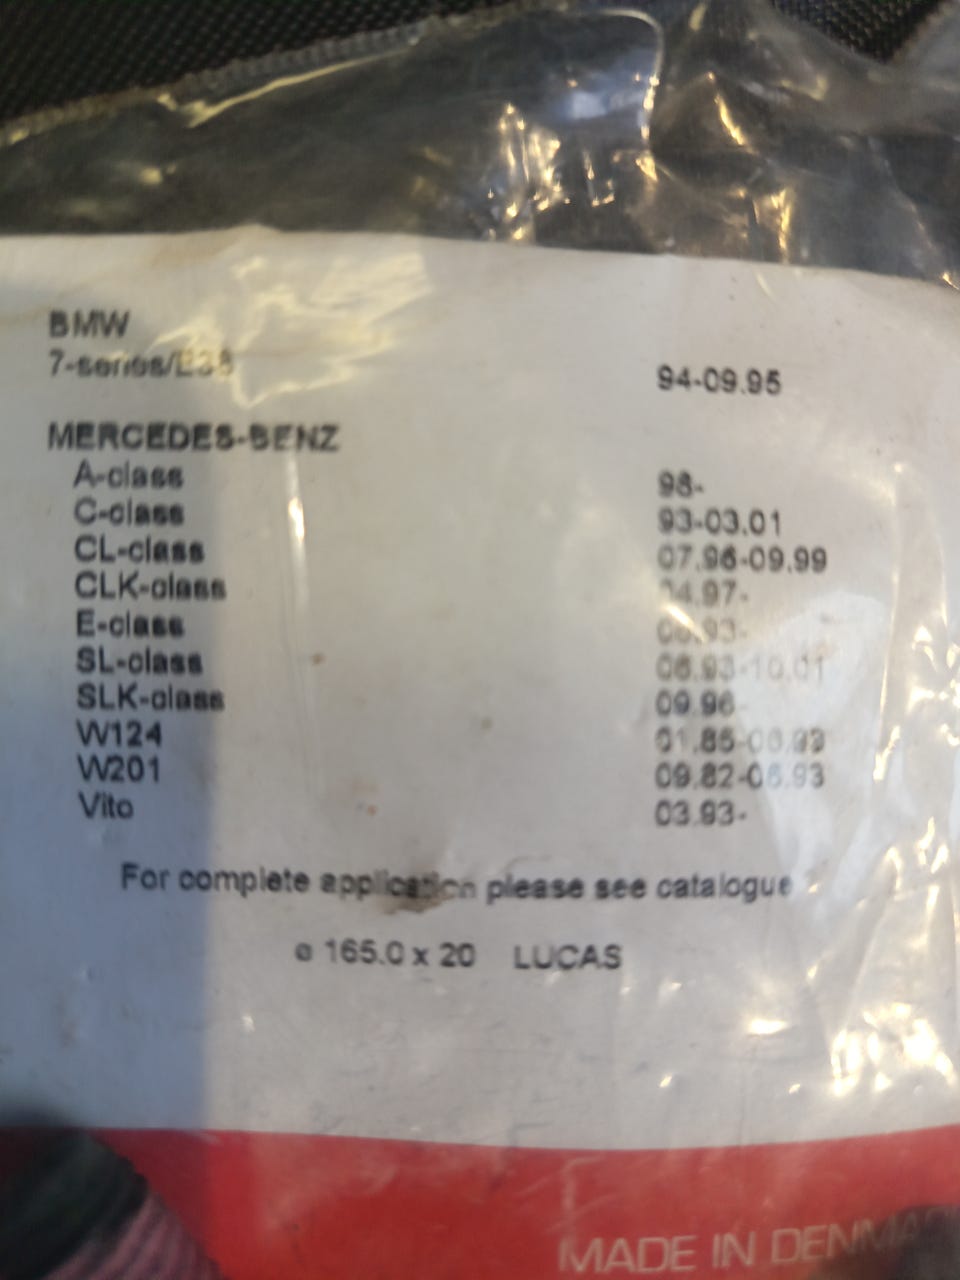 BMW
7-series/E38 94-09.95
MERCEDES-BENZ
A-class 98-
C-class 93-03.01
CL-class 07.96-09.99
CLK-class 04.97-
E-class
SL-class 06.93-10.01
SLK-class 09.96-
W124 01.85-06.93
W201 09.82-06.93
Vito 03.93-
For complete application please see catalogue
ø 165.0 x 20 LUCAS
MADE IN